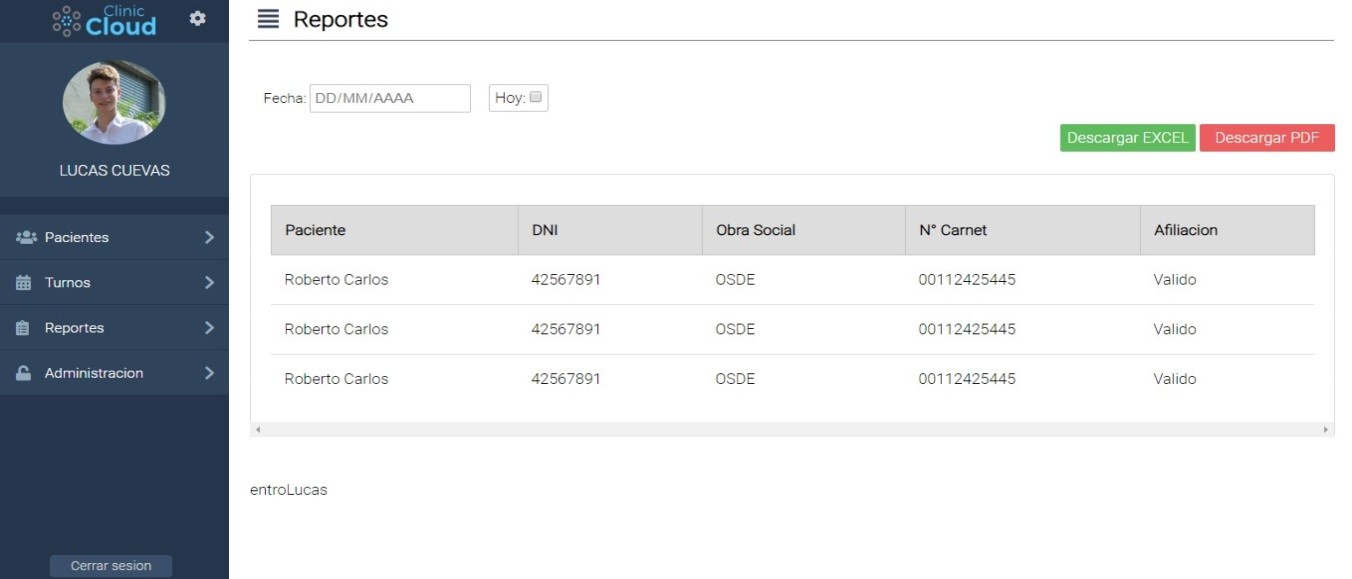 Clinic
Cloud
LUCAS CUEVAS
Pacientes
Turnos
Reportes
Administracion
Cerrar sesion
Reportes
Fecha: DD/MM/AAAA Hoy:
Descargar EXCEL Descargar PDF
Paciente DNI Obra Social N° Carnet Afiliacion
Roberto Carlos 42567891 OSDE 00112425445 Valido
Roberto Carlos 42567891 OSDE 00112425445 Valido
Roberto Carlos 42567891 OSDE 00112425445 Valido
entroLucas